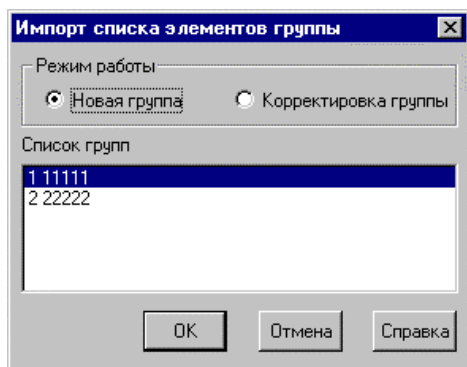 Импорт списка элементов группы
Режим работы
Новая группа Корректировка группы
Список групп
1 11111
2 22222
OK Отмена Справка